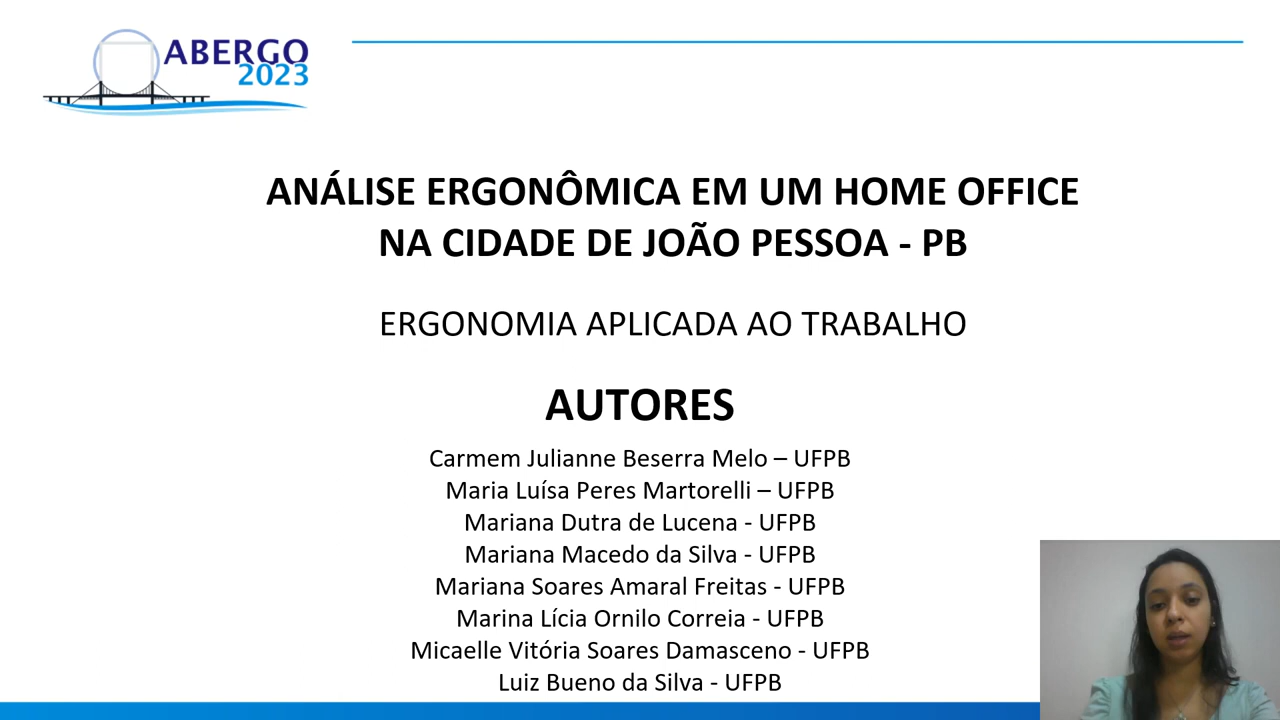 ABERGO
2023
ANÁLISE ERGONÔMICA EM UM HOME OFFICE
NA CIDADE DE JOÃO PESSOA - PB
ERGONOMIA APLICADA AO TRABALHO
AUTORES
Carmem Julianne Beserra Melo – UFPB
Maria Luísa Peres Martorelli – UFPB
Mariana Dutra de Lucena - UFPB
Mariana Macedo da Silva - UFPB
Mariana Soares Amaral Freitas - UFPB
Marina Lícia Ornilo Correia - UFPB
Micaelle Vitória Soares Damasceno - UFPB
Luiz Bueno da Silva - UFPB